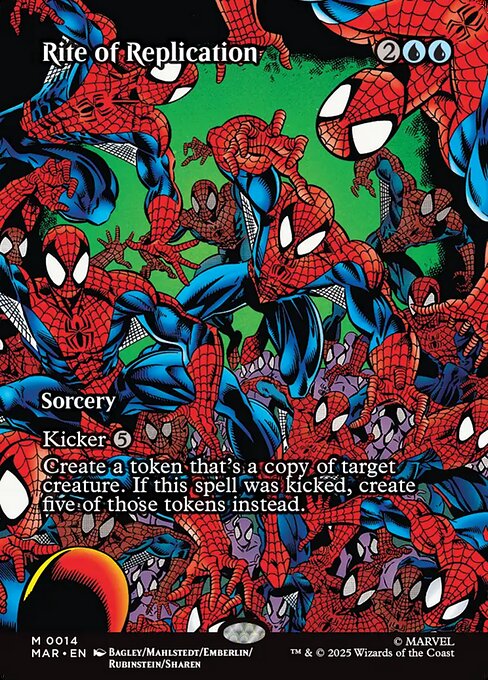 Rite of Replication 2
Sorcery
Kicker 5
Create a token that's a copy of target
creature. If this spell was kicked, create
five of those tokens instead.
M 0014
MAR • EN BAGLEY/MAHLSTEDT/EMBERLIN/
RUBINSTEIN/SHAREN
© MARVEL
™ & © 2025 Wizards of the Coast